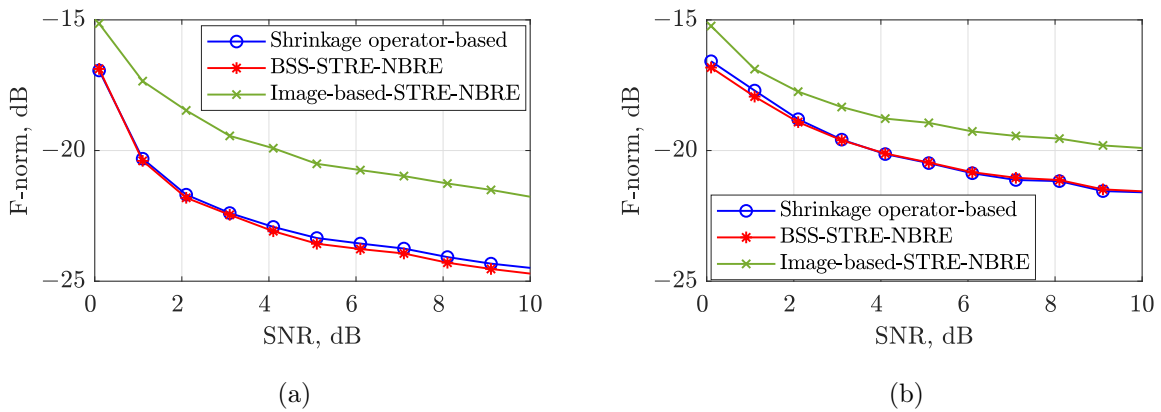 −15
−20
−25
F-norm, dB
0 2 4 6 8 10
SNR, dB
Shrinkage operator-based
BSS-STRE-NBRE
Image-based-STRE-NBRE
(a)
−15
−20
−25
F-norm, dB
0 2 4 6 8 10
SNR, dB
Shrinkage operator-based
BSS-STRE-NBRE
Image-based-STRE-NBRE
(b)